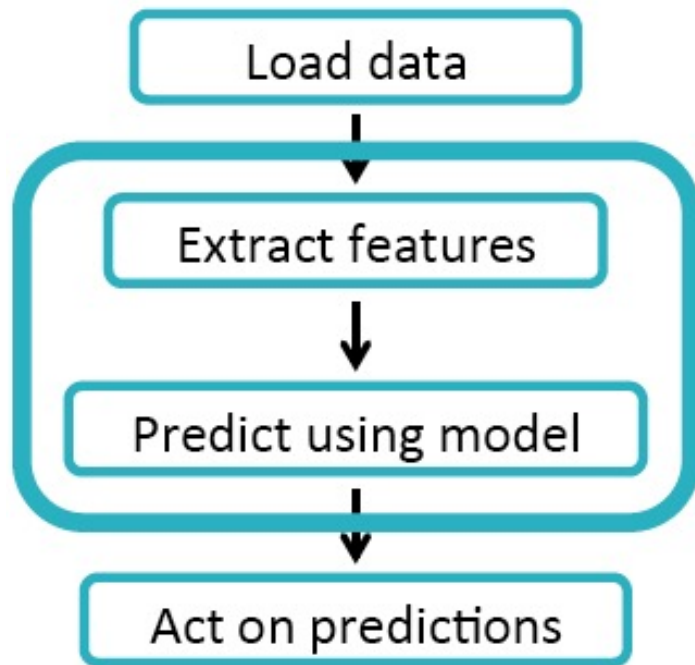 Load data
Extract features
Predict using model
Act on predictions